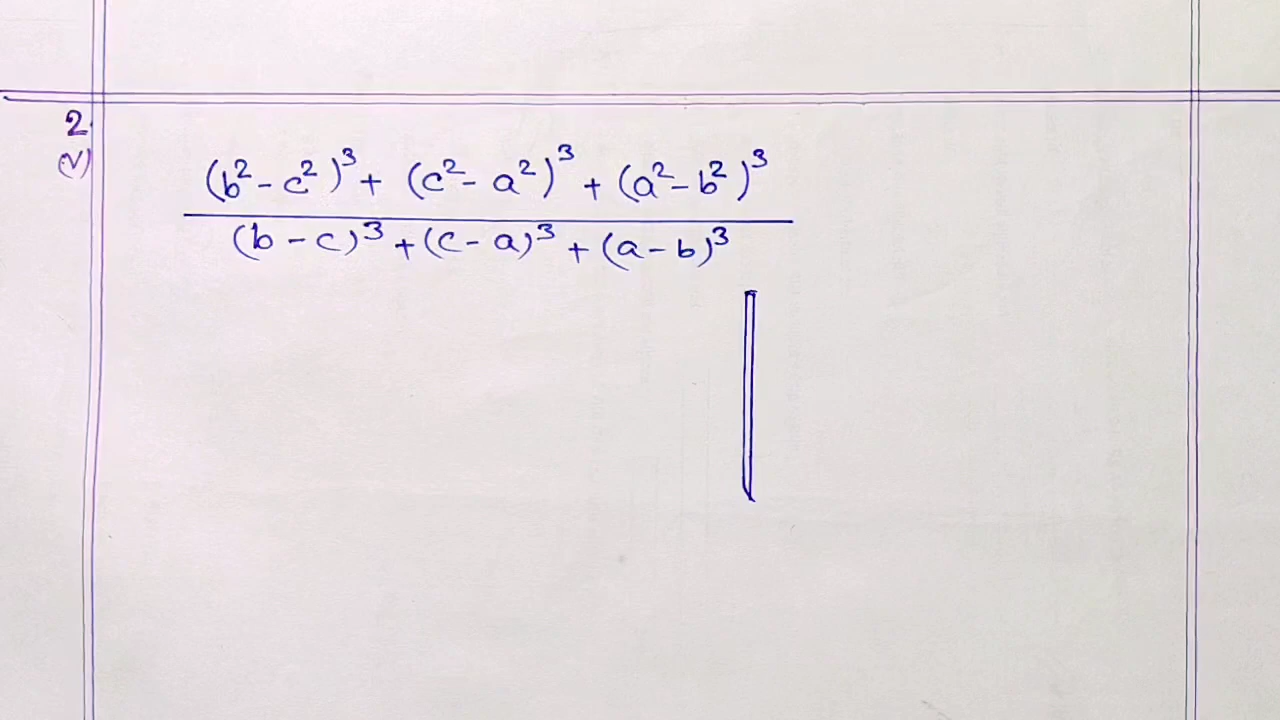 2.
(v)
(b² - c²)³ + (c² - a²)³ + (a² - b²)³
(b - c)³ + (c - a)³ + (a - b)³